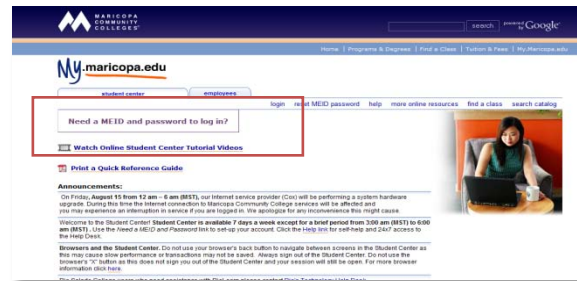 MARICOPA
COMMUNITY
COLLEGES
search powered by Google
Home | Programs & Degrees | Find a Class | Tuition & Fees | My.Maricopa.edu
My.maricopa.edu
student center employees
login reset MEID password help more online resources find a class search catalog
Need a MEID and password to log in?
Watch Online Student Center Tutorial Videos
Print a Quick Reference Guide
Announcements:
On Friday, August 15 from 12 am – 6 am (MST), our Internet service provider (Cox) will be performing a system hardware
upgrade. During this time the Internet connection to Maricopa Community College services will be affected and
you may experience an interruption in service if you are logged in. We apologize for any inconvenience this might cause.
Welcome to the Student Center! Student Center is available 7 days a week except for a brief period from 3:00 am (MST) to 6:00
am (MST). Use the Need a MEID and Password link to set-up your account. Click the Help link for self-help and 24x7 access to
the Help Desk.
Browsers and the Student Center. Do not use your browser's back button to navigate between screens in the Student Center as
this may cause slow performance or transactions may not be saved. Always sign out of the Student Center. Do not use the
browser's "X" button as this does not sign you out of the Student Center and your session will still be open. For more browser
information click here.